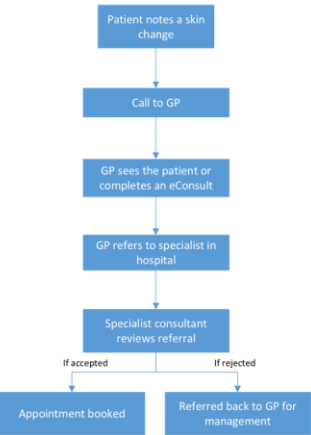 Patient notes a skin
change
Call to GP
GP sees the patient or
completes an eConsult
GP refers to specialist in
hospital
Specialist consultant
reviews referral
If accepted
If rejected
Appointment booked
Referred back to GP for
management